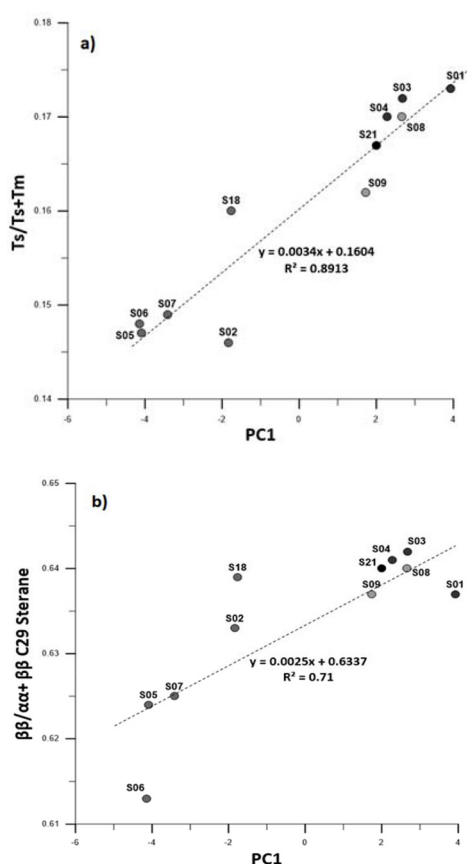 0.18
a)
S01
S03
S04
S08
0.17
S21
S09
Ts/Ts+Tm
S18
0.16
y = 0.0034x + 0.1604
R² = 0.8913
S06
S07
0.15
S05
S02
0.14
-6
-4
-2
0
2
4
PC1
0.65
b)
S03
S04
S18
S21
S08
0.64
S09
S01
S02
ββ/αα+ ββ C29 Sterane
0.63
y = 0.0025x + 0.6337
R² = 0.71
S05
S07
0.62
S06
0.61
-6
-4
-2
0
2
4
PC1